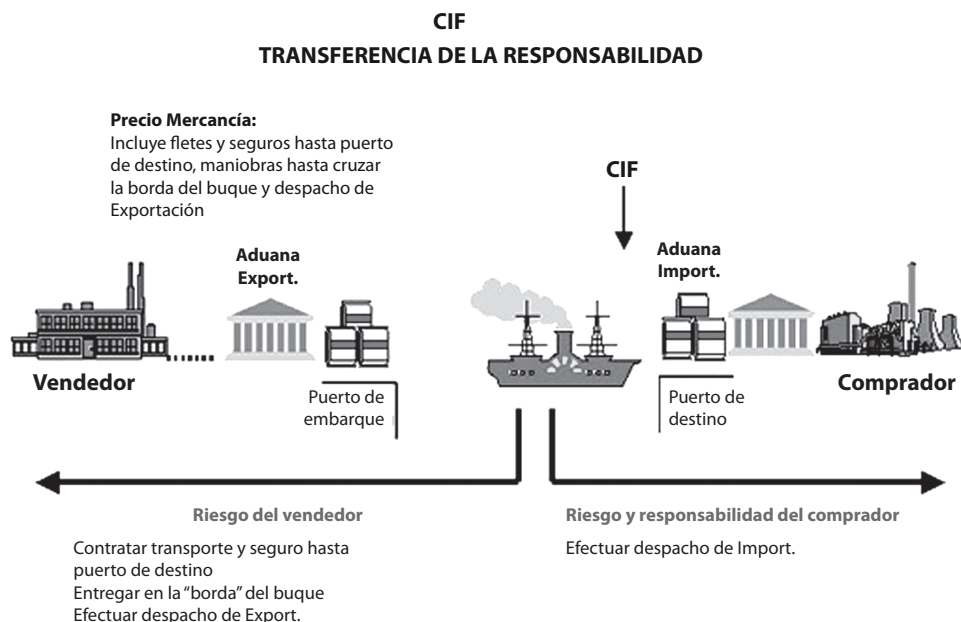 CIF
TRANSFERENCIA DE LA RESPONSABILIDAD
Precio Mercancía:
Incluye fletes y seguros hasta puerto
de destino, maniobras hasta cruzar
la borda del buque y despacho de
Exportación
CIF
Aduana
Export.
Aduana
Import.
Vendedor
Puerto de
embarque
Puerto de
destino
Comprador
Riesgo del vendedor
Contratar transporte y seguro hasta
puerto de destino
Entregar en la “borda” del buque
Efectuar despacho de Export.
Riesgo y responsabilidad del comprador
Efectuar despacho de Import.